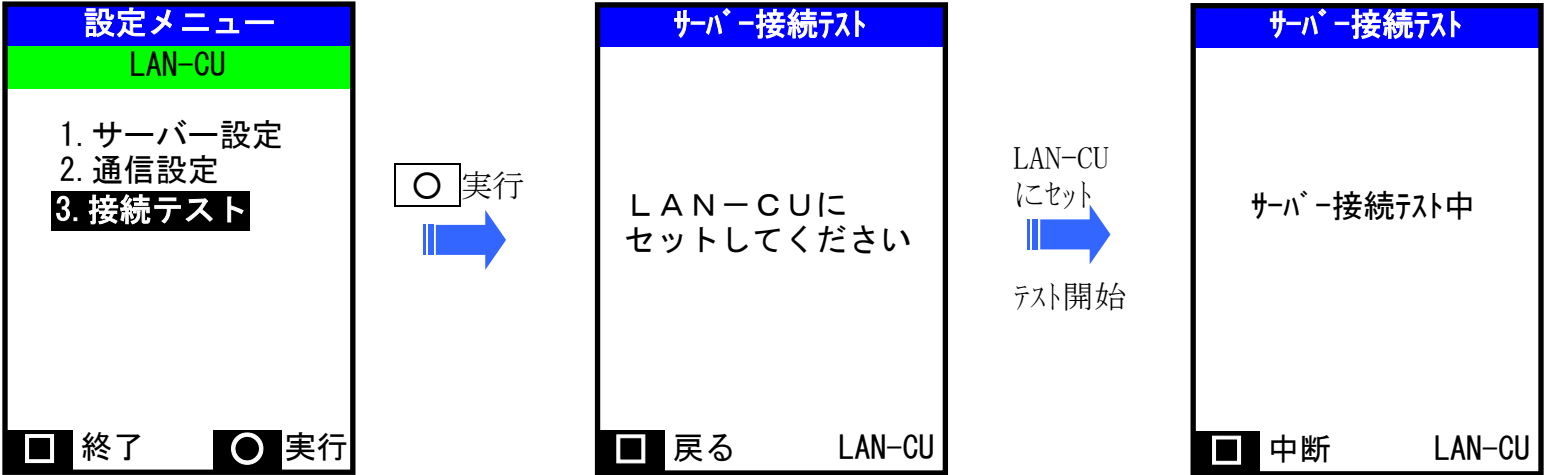 設定メニュー
LAN-CU
1.サーバー設定
2.通信設定
3.接続テスト
□ 終了 ○ 実行
○ 実行
ｻｰﾊﾞｰ接続ﾃｽﾄ
ＬＡＮ－ＣＵに
セットしてください
□ 戻る LAN-CU
LAN-CU
にｾｯﾄ
ﾃｽﾄ開始
ｻｰﾊﾞｰ接続ﾃｽﾄ
ｻｰﾊﾞｰ接続ﾃｽﾄ中
□ 中断 LAN-CU